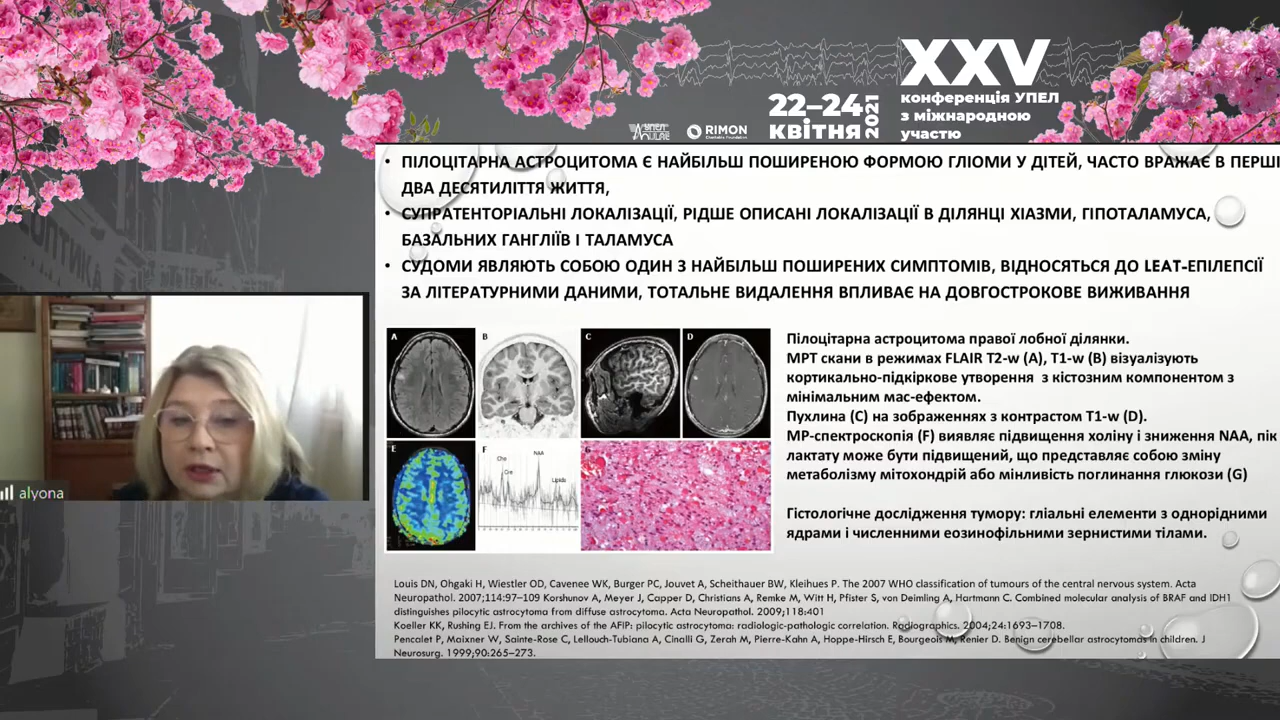 XXV
22–24
квітня
2021
конференція УПЕЛ
з міжнародною
участю
УПЕЛ
RIMON
Charitable Foundation
• ПІЛОЦІТАРНА АСТРОЦИТОМА Є НАЙБІЛЬШ ПОШИРЕНОЮ ФОРМОЮ ГЛІОМИ У ДІТЕЙ, ЧАСТО ВРАЖАЄ В ПЕРШІ
ДВА ДЕСЯТИЛІТТЯ ЖИТТЯ,
• СУПРАТЕНТОРІАЛЬНІ ЛОКАЛІЗАЦІЇ, РІДШЕ ОПИСАНІ ЛОКАЛІЗАЦІЇ В ДІЛЯНЦІ ХІАЗМИ, ГІПОТАЛАМУСА,
БАЗАЛЬНИХ ГАНГЛІЇВ І ТАЛАМУСА
• СУДОМИ ЯВЛЯЮТЬ СОБОЮ ОДИН З НАЙБІЛЬШ ПОШИРЕНИХ СИМПТОМІВ, ВІДНОСЯТЬСЯ ДО LEAT-ЕПІЛЕПСІЇ
ЗА ЛІТЕРАТУРНИМИ ДАНИМИ, ТОТАЛЬНЕ ВИДАЛЕННЯ ВПЛИВАЄ НА ДОВГОСТРОКОВЕ ВИЖИВАННЯ
A B C D
E F G
Cho
Cre
NAA
Lipids
Пілоцітарна астроцитома правої лобної ділянки.
МРТ скани в режимах FLAIR T2-w (A), T1-w (B) візуалізують
кортикально-підкіркове утворення з кістозним компонентом з
мінімальним мас-ефектом.
Пухлина (C) на зображеннях з контрастом T1-w (D).
МР-спектроскопія (F) виявляє підвищення холіну і зниження NAA, пік
лактату може бути підвищений, що представляє собою зміну
метаболізму мітохондрій або мінливість поглинання глюкози (G)
Гістологічне дослідження тумору: гліальні елементи з однорідними
ядрами і численними еозинофільними зернистими тілами.
Louis DN, Ohgaki H, Wiestler OD, Cavenee WK, Burger PC, Jouvet A, Scheithauer BW, Kleihues P. The 2007 WHO classification of tumours of the central nervous system. Acta
Neuropathol. 2007;114:97–109 Korshunov A, Meyer J, Capper D, Christians A, Remke M, Witt H, Pfister S, von Deimling A, Hartmann C. Combined molecular analysis of BRAF and IDH1
distinguishes pilocytic astrocytoma from diffuse astrocytoma. Acta Neuropathol. 2009;118:401
Koeller KK, Rushing EJ. From the archives of the AFIP: pilocytic astrocytoma: radiologic-pathologic correlation. Radiographics. 2004;24:1693–1708.
Pencalet P, Maixner W, Sainte-Rose C, Lellouch-Tubiana A, Cinalli G, Zerah M, Pierre-Kahn A, Hoppe-Hirsch E, Bourgeois M, Renier D. Benign cerebellar astrocytomas in children. J
Neurosurg. 1999;90:265–273.
alyona